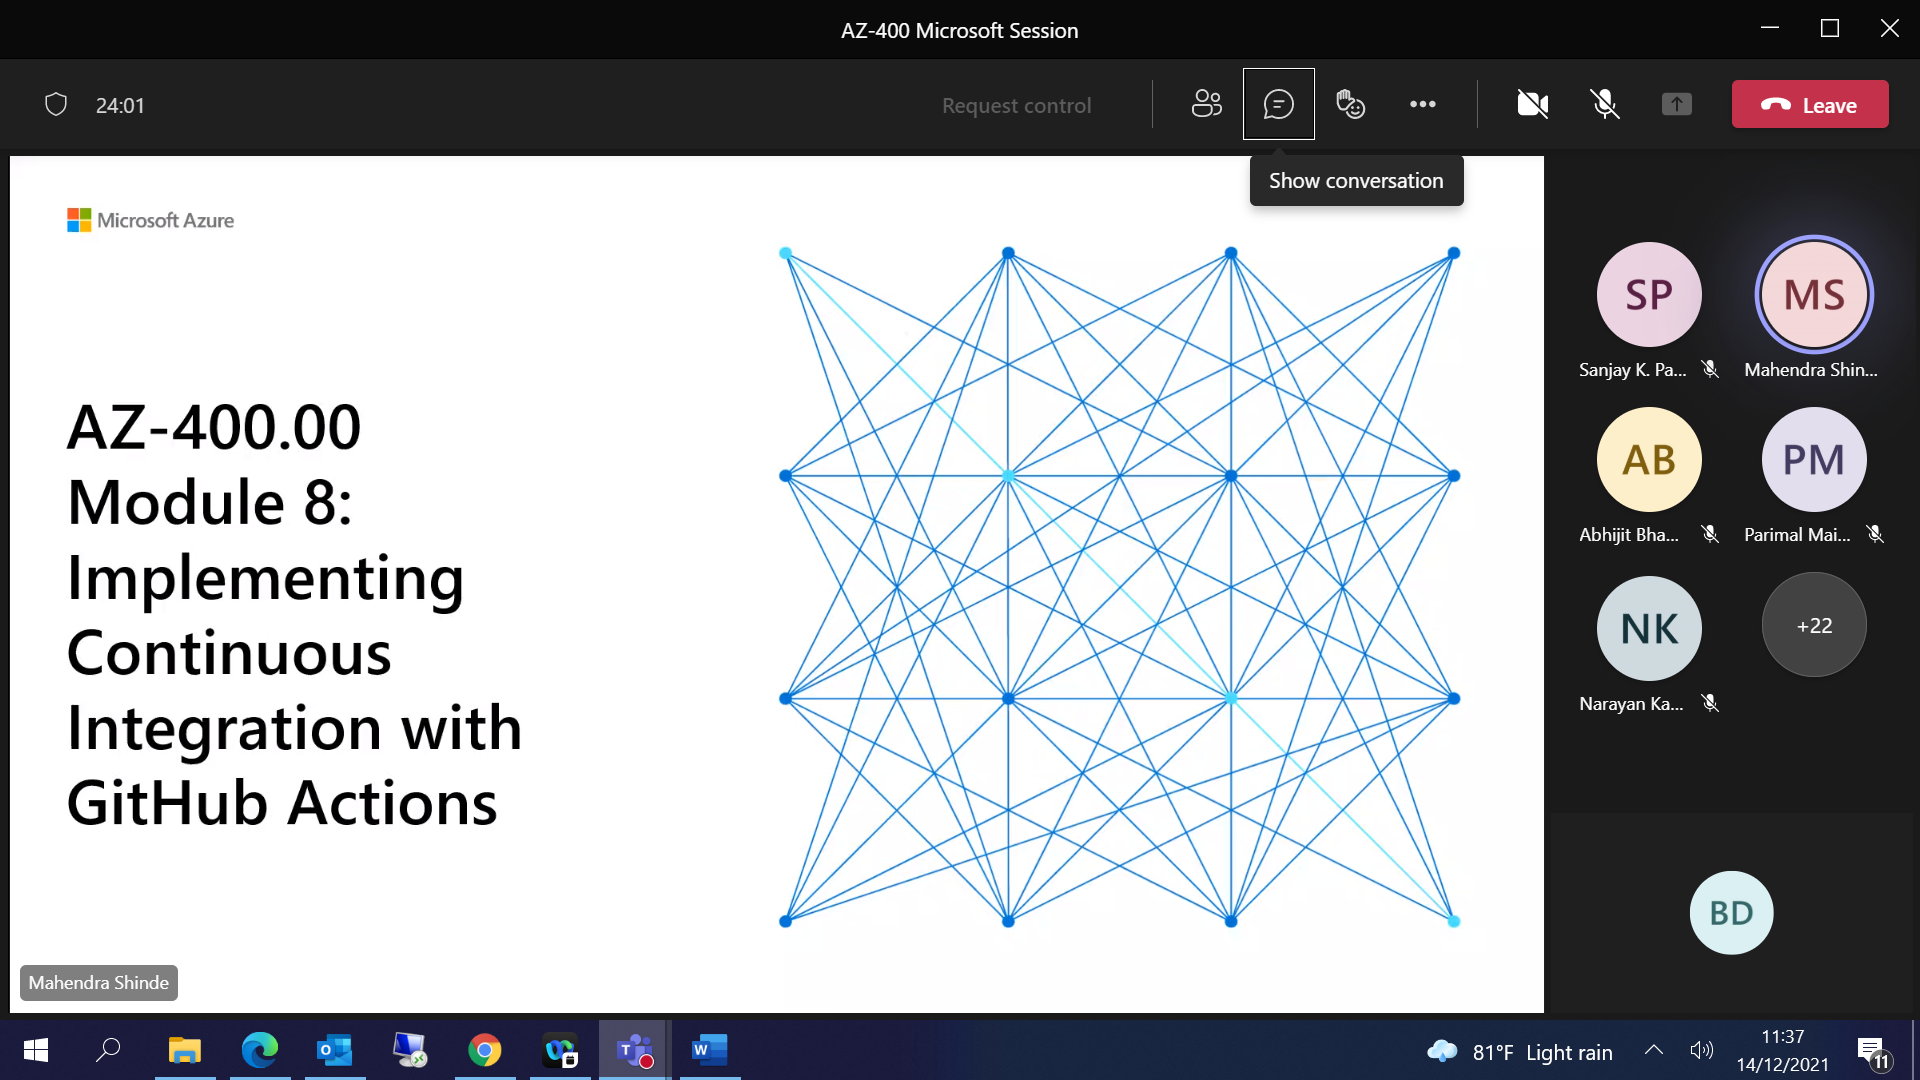 AZ-400 Microsoft Session
24:01
Request control
Leave
Show conversation
Microsoft Azure
AZ-400.00
Module 8:
Implementing
Continuous
Integration with
GitHub Actions
Mahendra Shinde
SP
MS
Sanjay K. Pa...
Mahendra Shin...
AB
PM
Abhijit Bha...
Parimal Mai...
NK
+22
Narayan Ka...
BD
81°F Light rain
11:37
14/12/2021
11